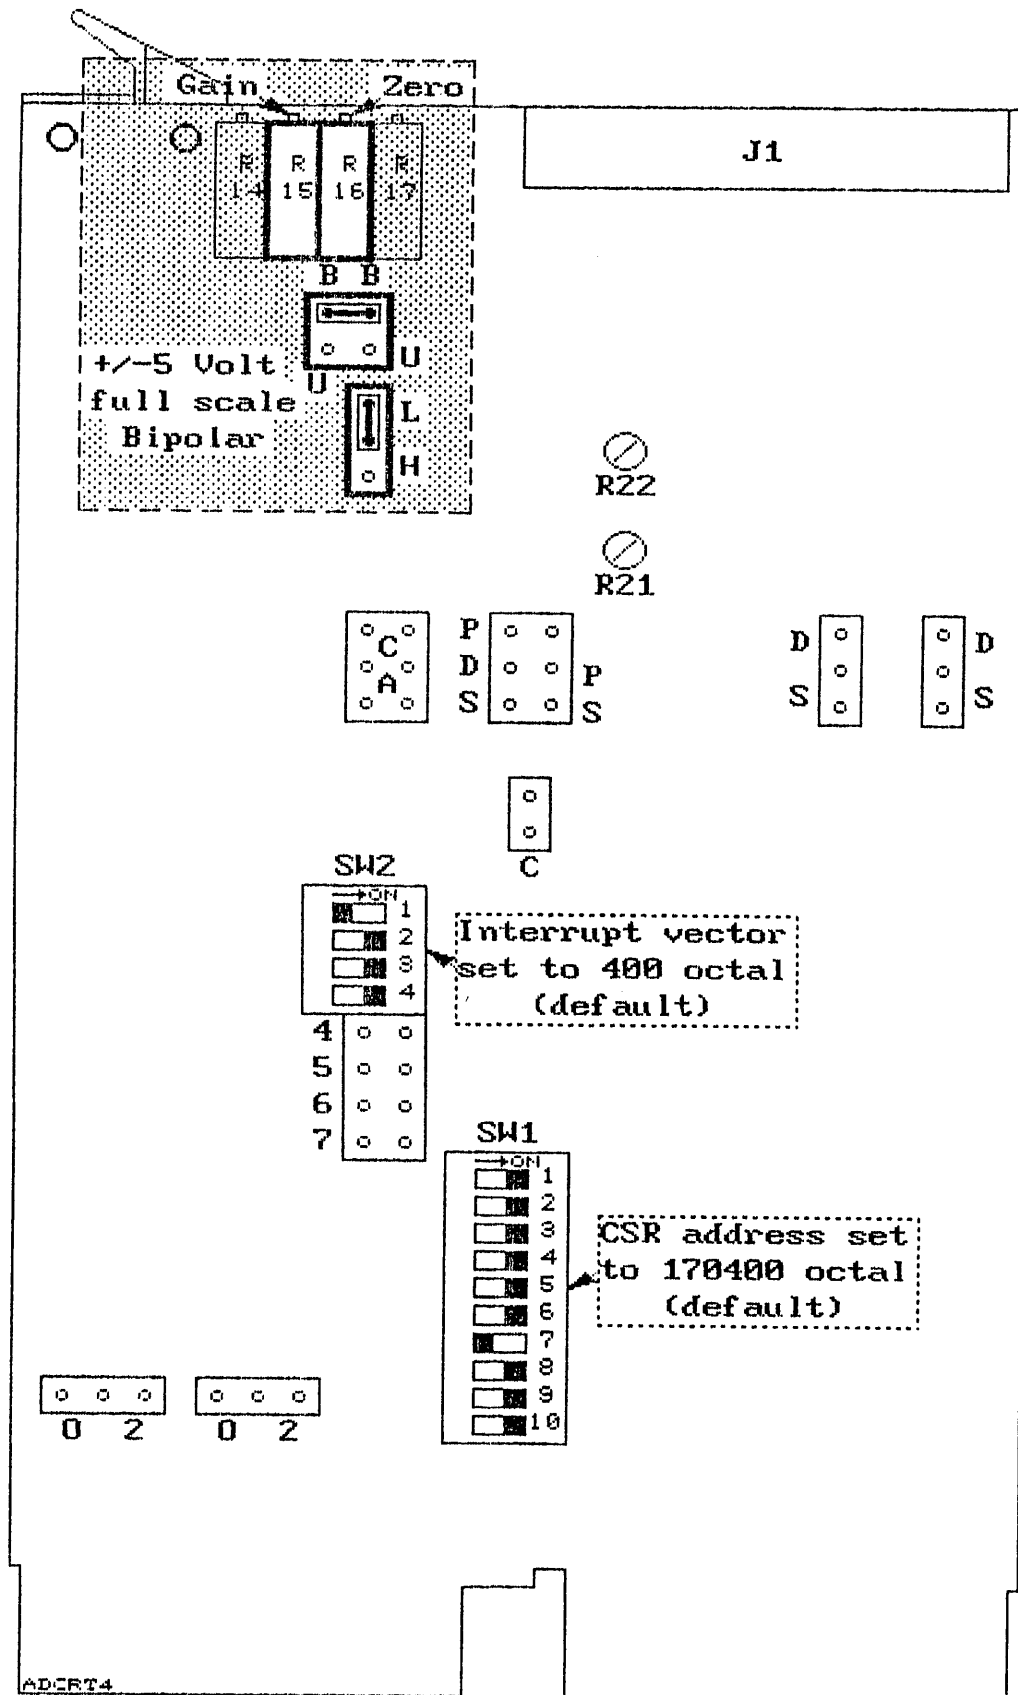 Gain Zero
J1
R R R R
14 15 16 17
B B
+/-5 Volt U
U
full scale L
Bipolar
H
R22
R21
P
C D
D D
A P
S S S S
C
SW2
→ON
1
2
3
4
Interrupt vector
set to 400 octal
(default)
4
5
6
7
SW1
→ON
1
2
3
4
5
6
7
8
9
10
CSR address set
to 170400 octal
(default)
0 2 0 2
ADCRT4